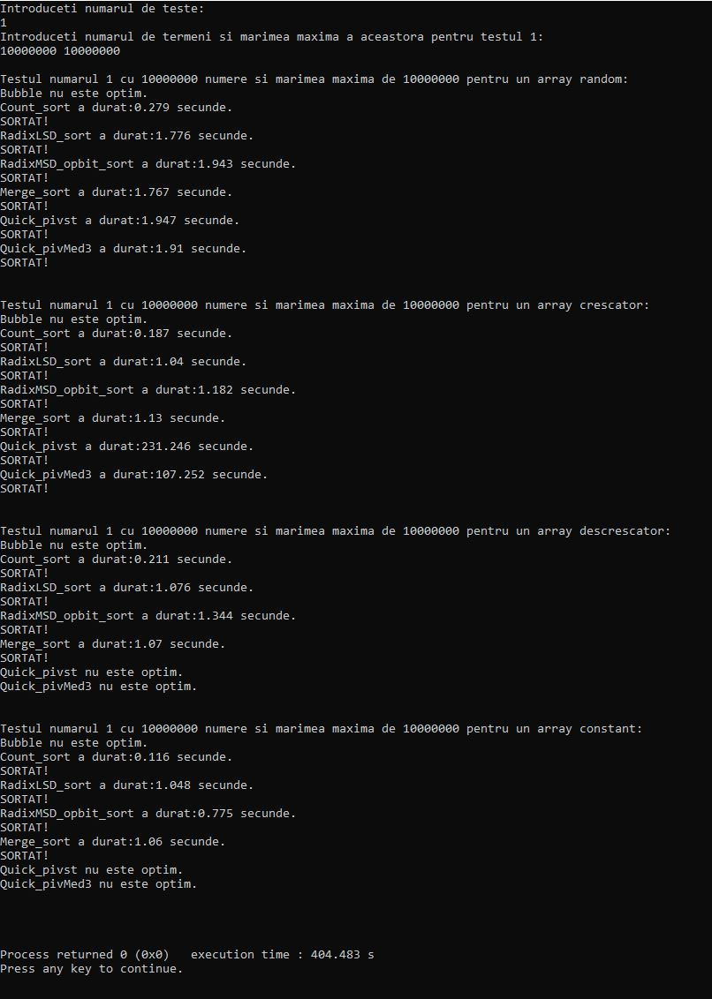 Introduceti numarul de teste:
1
Introduceti numarul de termeni si marimea maxima a aceastora pentru testul 1:
10000000 10000000
Testul numarul 1 cu 10000000 numere si marimea maxima de 10000000 pentru un array random:
Bubble nu este optim.
Count_sort a durat:0.279 secunde.
SORTAT!
RadixLSD_sort a durat:1.776 secunde.
SORTAT!
RadixMSD_opbit_sort a durat:1.943 secunde.
SORTAT!
Merge_sort a durat:1.767 secunde.
SORTAT!
Quick_pivst a durat:1.947 secunde.
SORTAT!
Quick_pivMed3 a durat:1.91 secunde.
SORTAT!
Testul numarul 1 cu 10000000 numere si marimea maxima de 10000000 pentru un array crescator:
Bubble nu este optim.
Count_sort a durat:0.187 secunde.
SORTAT!
RadixLSD_sort a durat:1.04 secunde.
SORTAT!
RadixMSD_opbit_sort a durat:1.182 secunde.
SORTAT!
Merge_sort a durat:1.13 secunde.
SORTAT!
Quick_pivst a durat:231.246 secunde.
SORTAT!
Quick_pivMed3 a durat:107.252 secunde.
SORTAT!
Testul numarul 1 cu 10000000 numere si marimea maxima de 10000000 pentru un array descrescator:
Bubble nu este optim.
Count_sort a durat:0.211 secunde.
SORTAT!
RadixLSD_sort a durat:1.076 secunde.
SORTAT!
RadixMSD_opbit_sort a durat:1.344 secunde.
SORTAT!
Merge_sort a durat:1.07 secunde.
SORTAT!
Quick_pivst nu este optim.
Quick_pivMed3 nu este optim.
Testul numarul 1 cu 10000000 numere si marimea maxima de 10000000 pentru un array constant:
Bubble nu este optim.
Count_sort a durat:0.116 secunde.
SORTAT!
RadixLSD_sort a durat:1.048 secunde.
SORTAT!
RadixMSD_opbit_sort a durat:0.775 secunde.
SORTAT!
Merge_sort a durat:1.06 secunde.
SORTAT!
Quick_pivst nu este optim.
Quick_pivMed3 nu este optim.
Process returned 0 (0x0)   execution time : 404.483 s
Press any key to continue.